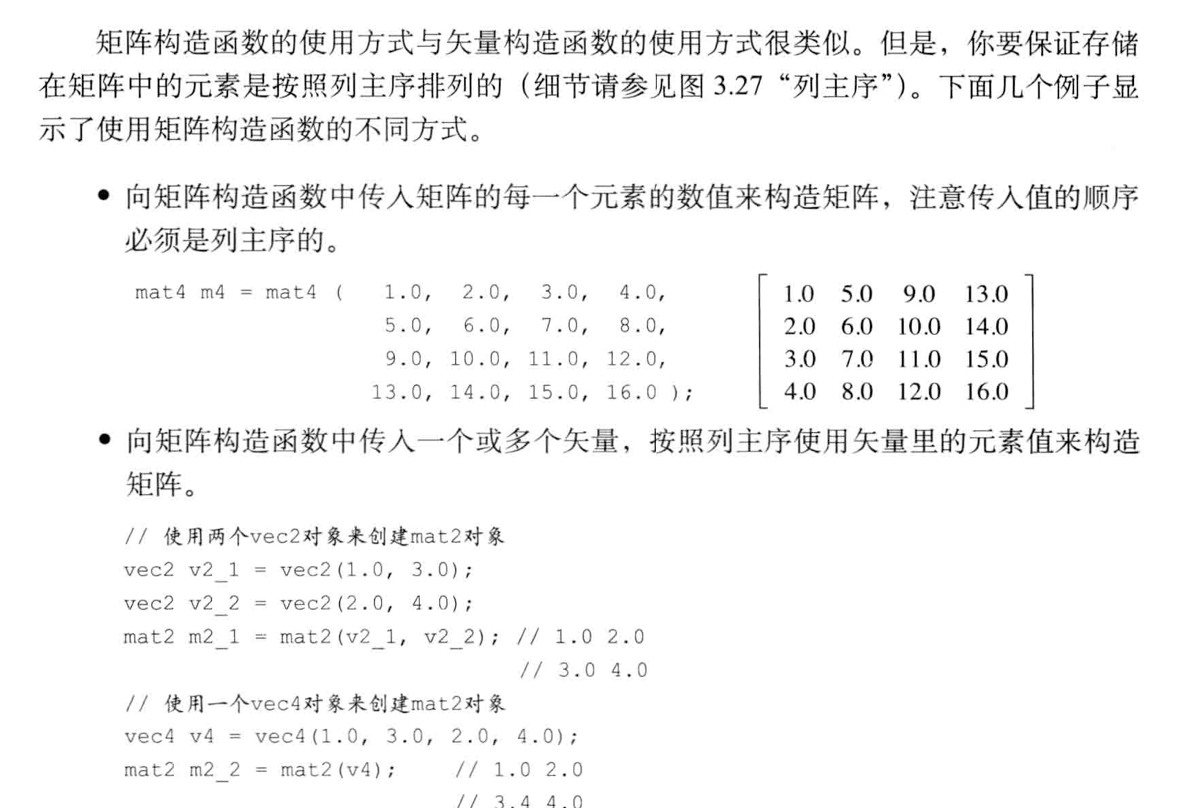 矩阵构造函数的使用方式与矢量构造函数的使用方式很类似。但是，你要保证存储
在矩阵中的元素是按照列主序排列的（细节请参见图 3.27“列主序”）。下面几个例子显
示了使用矩阵构造函数的不同方式。
● 向矩阵构造函数中传入矩阵的每一个元素的数值来构造矩阵，注意传入值的顺序
必须是列主序的。
mat4 m4 = mat4 ( 1.0, 2.0, 3.0, 4.0, 1.0 5.0 9.0 13.0
5.0, 6.0, 7.0, 8.0, 2.0 6.0 10.0 14.0
9.0, 10.0, 11.0, 12.0, 3.0 7.0 11.0 15.0
13.0, 14.0, 15.0, 16.0 ); 4.0 8.0 12.0 16.0
● 向矩阵构造函数中传入一个或多个矢量，按照列主序使用矢量里的元素值来构造
矩阵。
// 使用两个vec2对象来创建mat2对象
vec2 v2_1 = vec2(1.0, 3.0);
vec2 v2_2 = vec2(2.0, 4.0);
mat2 m2_1 = mat2(v2_1, v2_2); // 1.0 2.0
// 3.0 4.0
// 使用一个vec4对象来创建mat2对象
vec4 v4 = vec4(1.0, 3.0, 2.0, 4.0);
mat2 m2_2 = mat2(v4); // 1.0 2.0
// 3.4 4.0